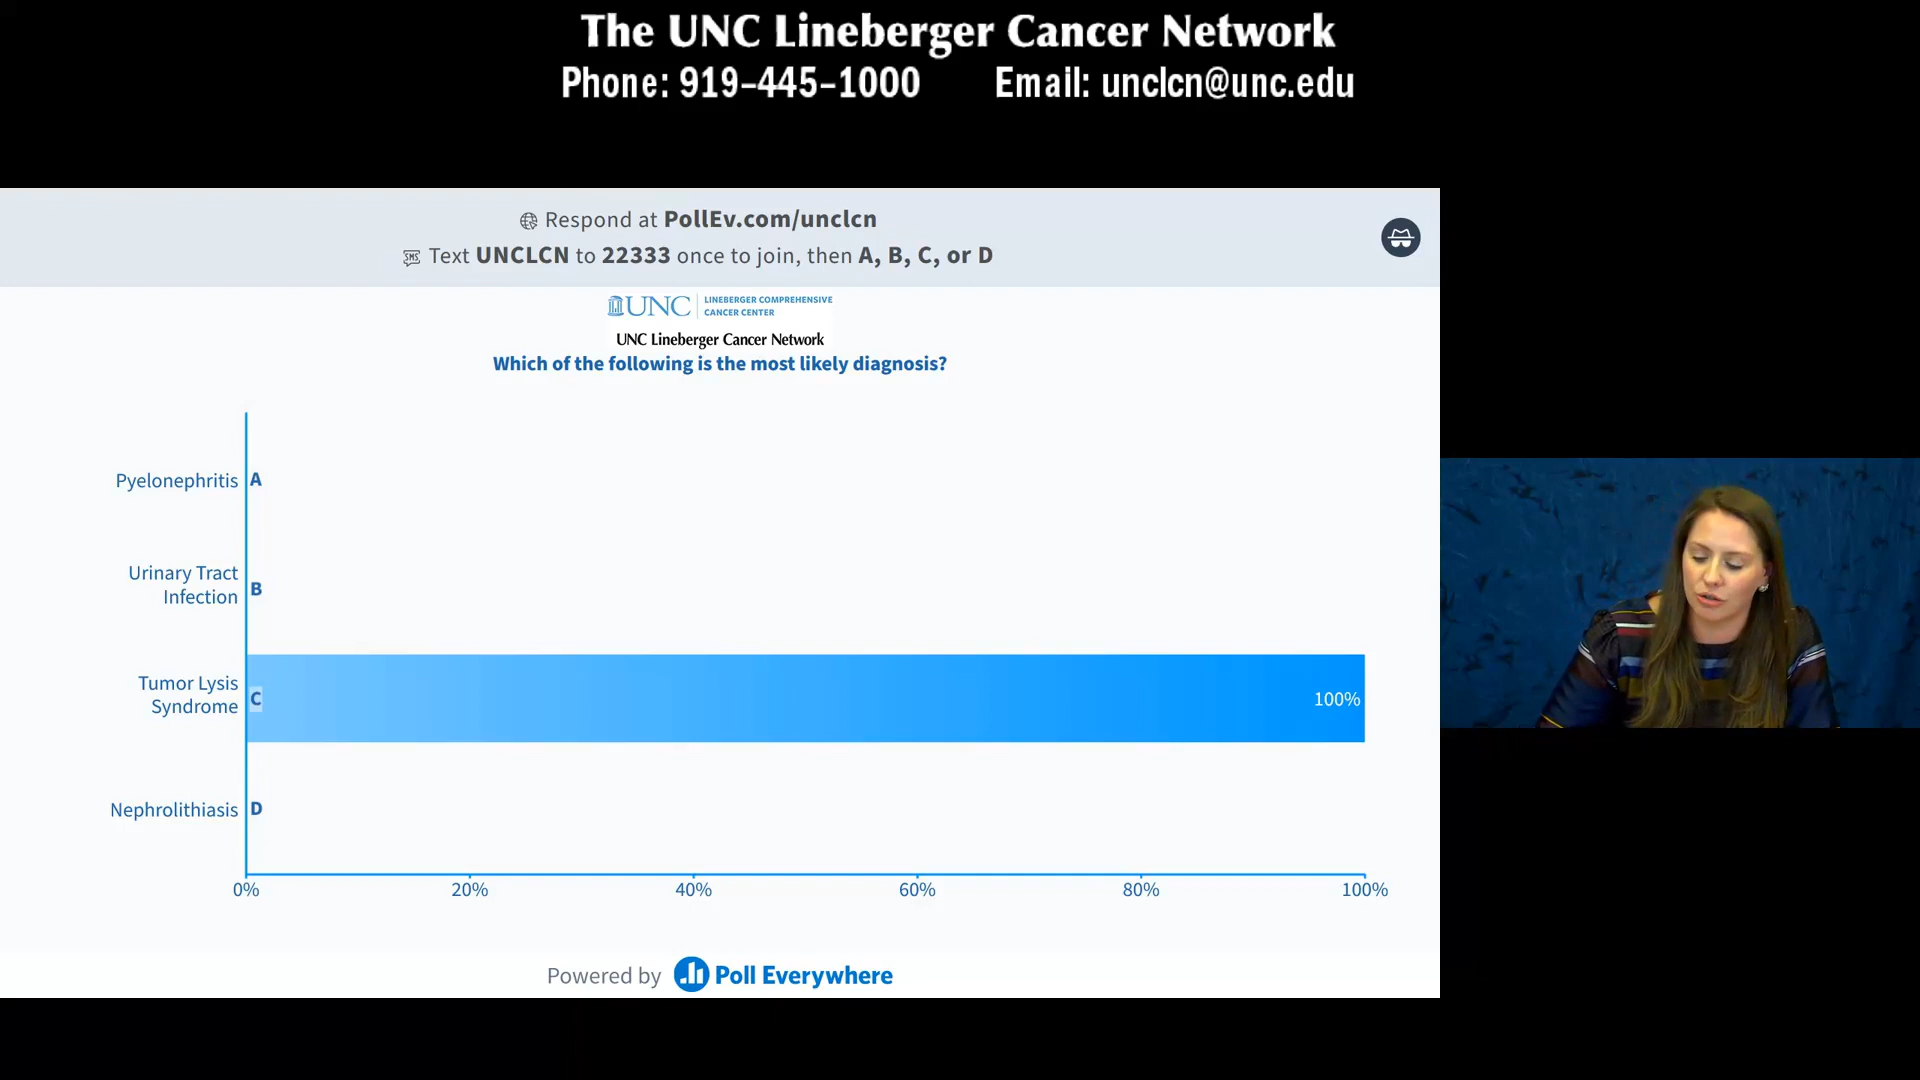 The UNC Lineberger Cancer Network
Phone: 919-445-1000 Email: unclcn@unc.edu
Respond at PollEv.com/unclcn
SMS Text UNCLCN to 22333 once to join, then A, B, C, or D
UNC LINEBERGER COMPREHENSIVE
CANCER CENTER
UNC Lineberger Cancer Network
Which of the following is the most likely diagnosis?
Pyelonephritis A
Urinary Tract
Infection B
Tumor Lysis
Syndrome C 100%
Nephrolithiasis D
0% 20% 40% 60% 80% 100%
Powered by Poll Everywhere